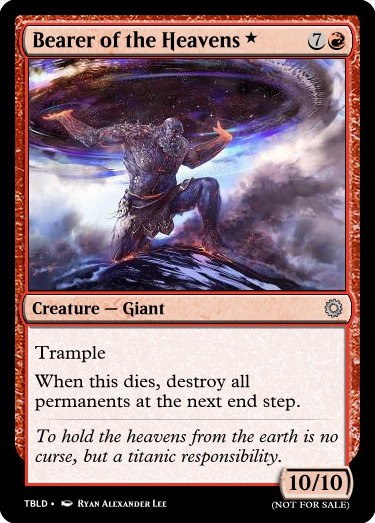 Bearer of the Heavens ★ 7
Creature — Giant
Trample
When this dies, destroy all
permanents at the next end step.
To hold the heavens from the earth is no
curse, but a titanic responsibility.
10/10
TBLD • Ryan Alexander Lee
(NOT FOR SALE)